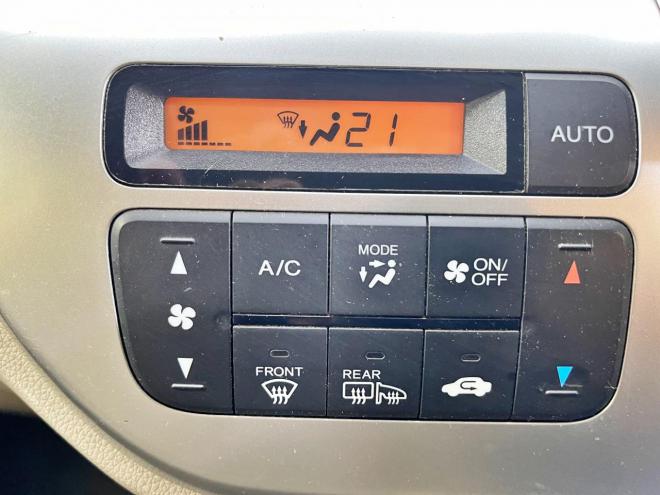 21
AUTO
A/C
MODE
ON/
OFF
FRONT
REAR